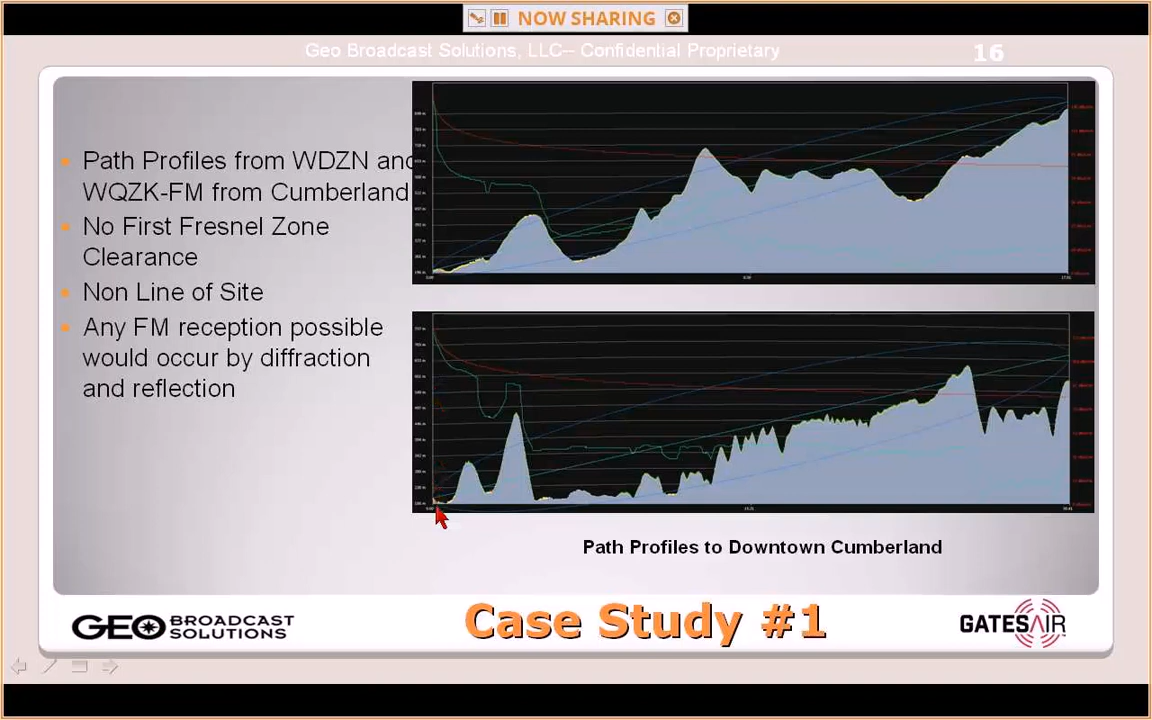 NOW SHARING
Geo Broadcast Solutions, LLC– Confidential Proprietary
16
Path Profiles from WDZN and
WQZK-FM from Cumberland
No First Fresnel Zone
Clearance
Non Line of Site
Any FM reception possible
would occur by diffraction
and reflection
Path Profiles to Downtown Cumberland
GEO BROADCAST
SOLUTIONS
Case Study #1
GATESAIR